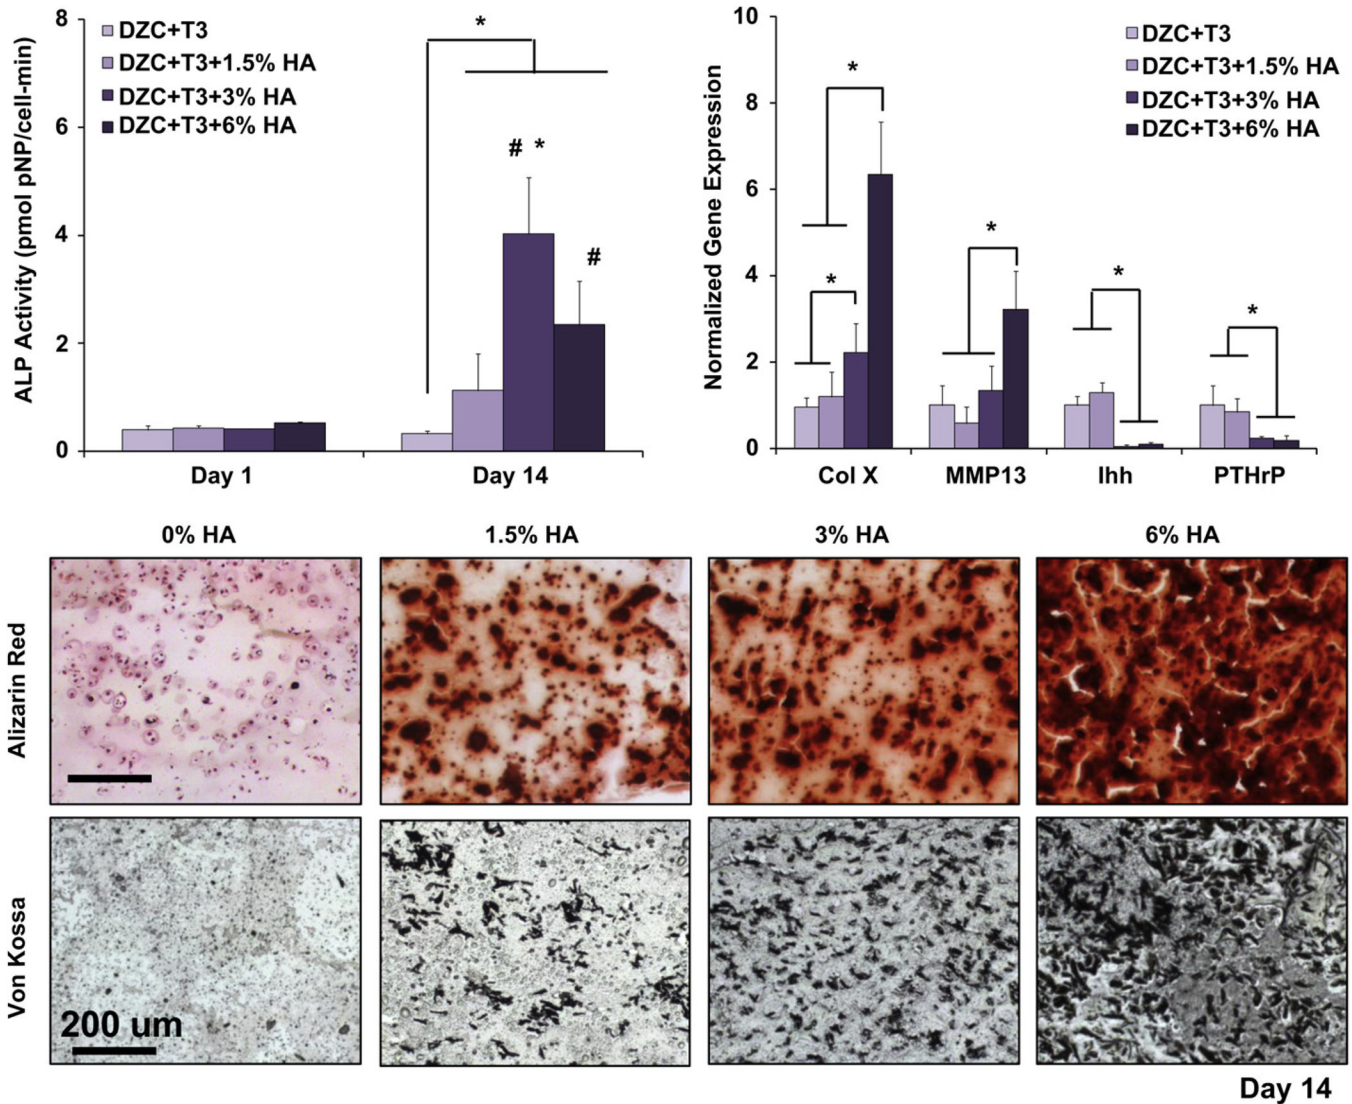 ALP Activity (pmol pNP/cell-min)
8
6
4
2
0
DZC+T3
DZC+T3+1.5% HA
DZC+T3+3% HA
DZC+T3+6% HA
*
# *
#
Day 1
Day 14
Normalized Gene Expression
10
8
6
4
2
0
DZC+T3
DZC+T3+1.5% HA
DZC+T3+3% HA
DZC+T3+6% HA
*
*
*
*
*
Col X
MMP13
Ihh
PTHrP
0% HA
1.5% HA
3% HA
6% HA
Alizarin Red
Von Kossa
200 um
Day 14